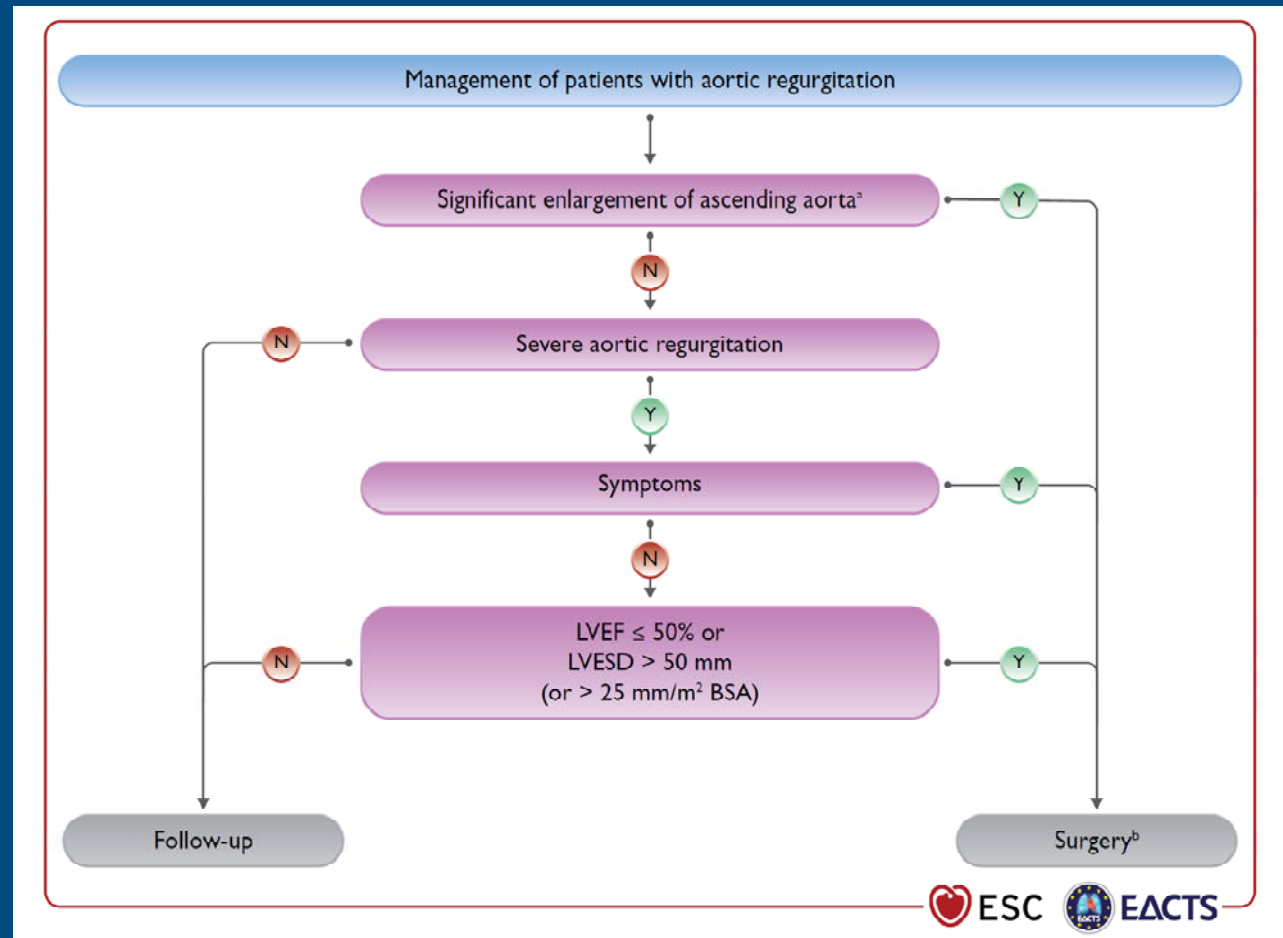 Management of patients with aortic regurgitation
Significant enlargement of ascending aortaᵃ
Y
N
N
Severe aortic regurgitation
Y
Symptoms
Y
N
N
LVEF ≤ 50% or
LVESD > 50 mm
(or > 25 mm/m² BSA)
Y
Follow-up
Surgeryᵇ
ESC
EACTS
EΔCTS